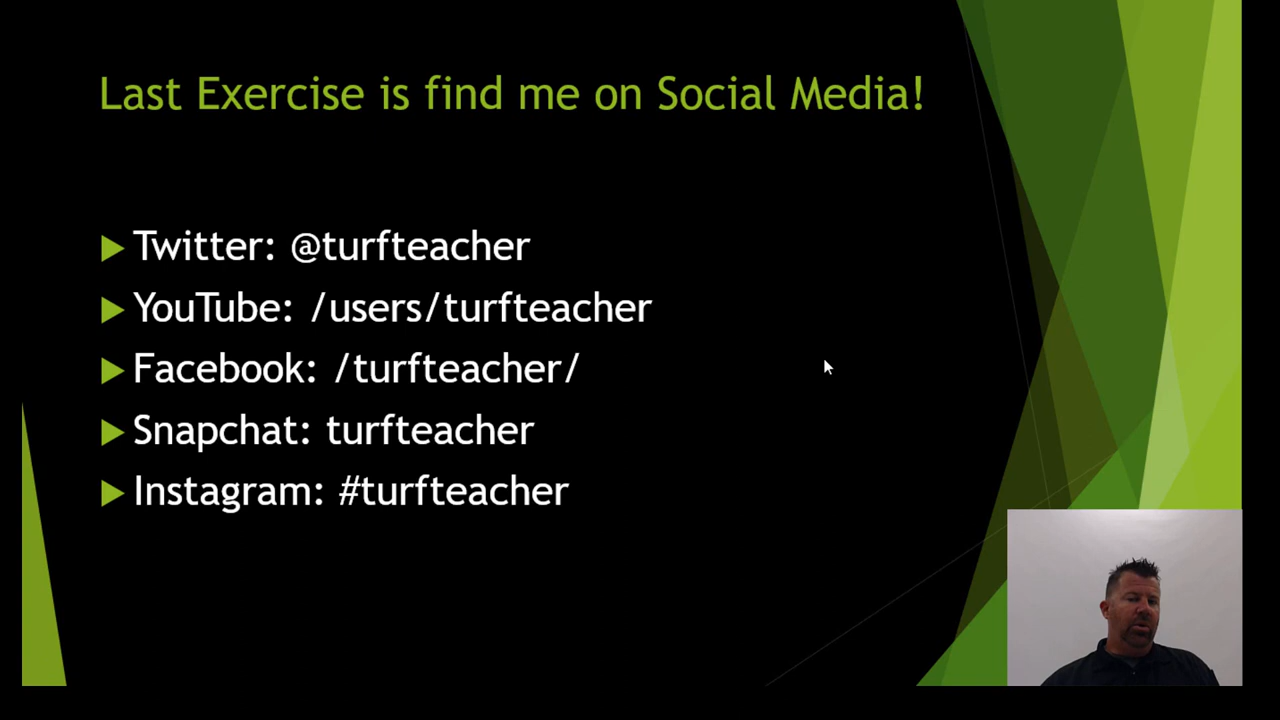 Last Exercise is find me on Social Media!
Twitter: @turfteacher
YouTube: /users/turfteacher
Facebook: /turfteacher/
Snapchat: turfteacher
Instagram: #turfteacher